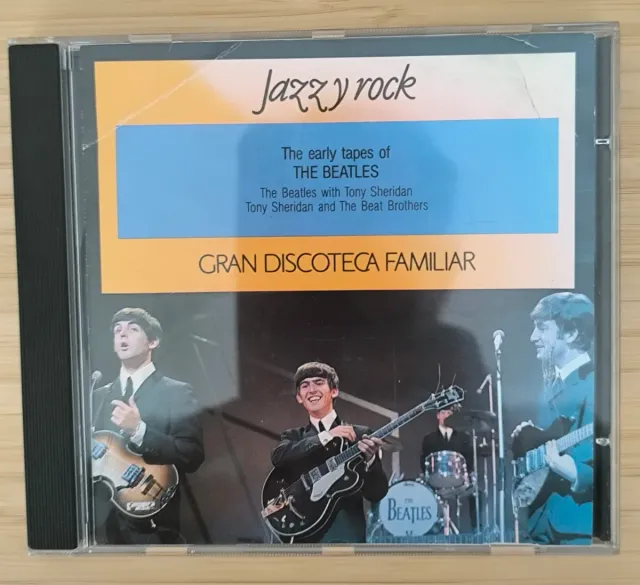 Jazz y rock
The early tapes of
THE BEATLES
The Beatles with Tony Sheridan
Tony Sheridan and The Beat Brothers
GRAN DISCOTECA FAMILIAR
THE
BEATLES